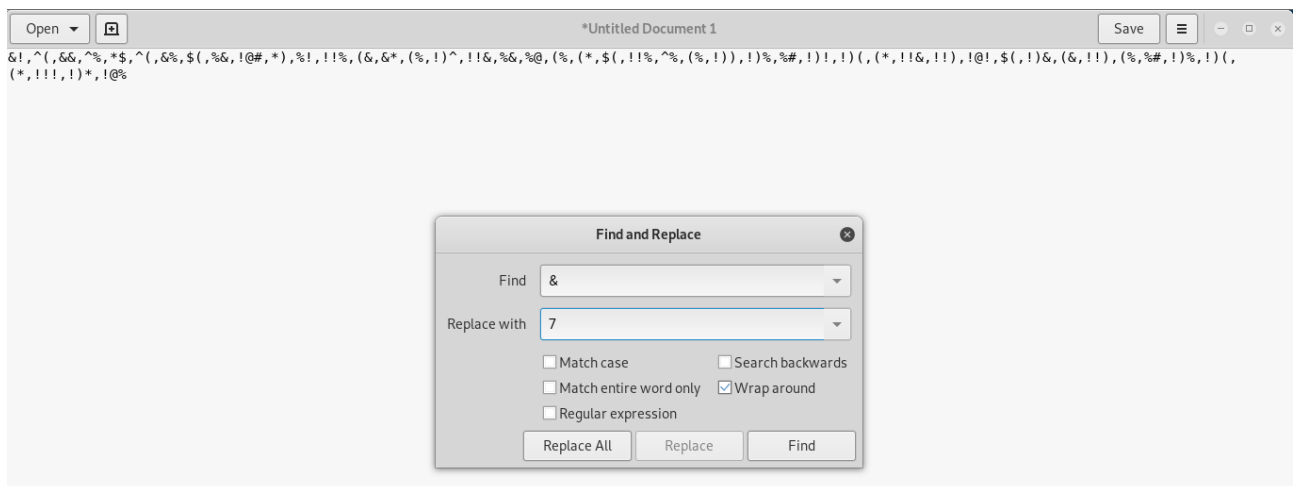 Open
*Untitled Document 1
Save
&!,^(,&&,^%,*$,^(,&%,$(,%&,!@#,*),%!,!!%,(&,&*,(%,!)^,!!&,%&,%@,(%,(*,$(,!!%,^%,(%,!)),!)%,%#,!)!,!)(,(*,!!&,!!),!@!,$(,!)&,(&,!!),(%,%#,!)%,!)(,
(*,!!!,!)*,!@%
Find and Replace
Find &
Replace with 7
Match case Search backwards
Match entire word only Wrap around
Regular expression
Replace All Replace Find